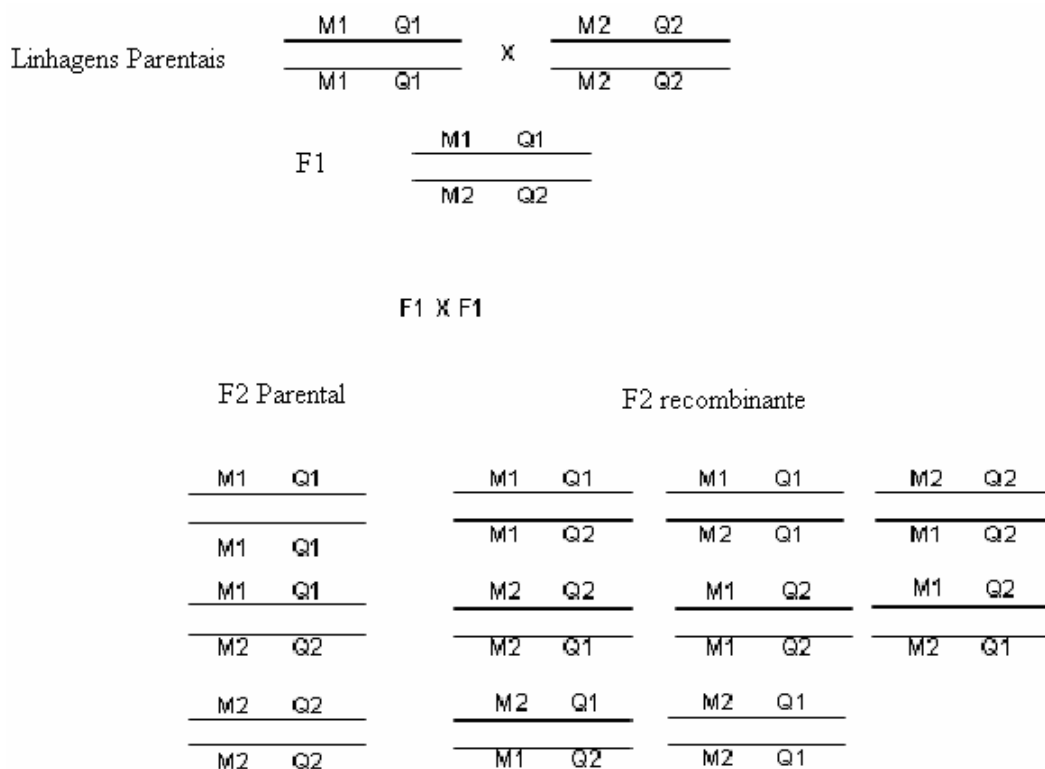 M1 Q1 M2 Q2
Linhagens Parentais X
M1 Q1 M2 Q2
M1 Q1
F1
M2 Q2
F1 X F1
F2 Parental F2 recombinante
M1 Q1 M1 Q1 M1 Q1 M2 Q2
M1 Q1 M1 Q2 M2 Q1 M1 Q2
M1 Q1 M2 Q2 M1 Q2 M1 Q2
M2 Q2 M2 Q1 M1 Q2 M2 Q1
M2 Q2 M2 Q1 M2 Q1
M2 Q2 M1 Q2 M2 Q1